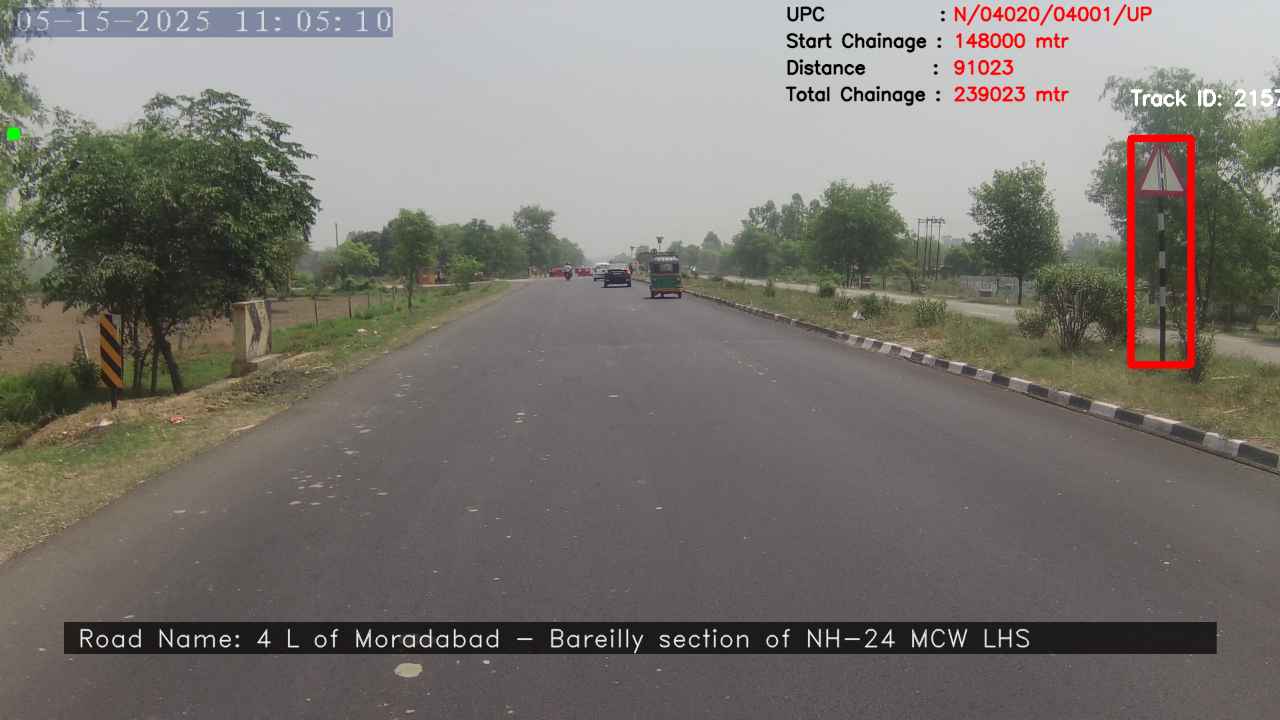 05-15-2025 11:05:10
UPC : N/04020/04001/UP
Start Chainage : 148000 mtr
Distance : 91023
Total Chainage : 239023 mtr
Track ID: 2157
Road Name: 4 L of Moradabad - Bareilly section of NH-24 MCW LHS